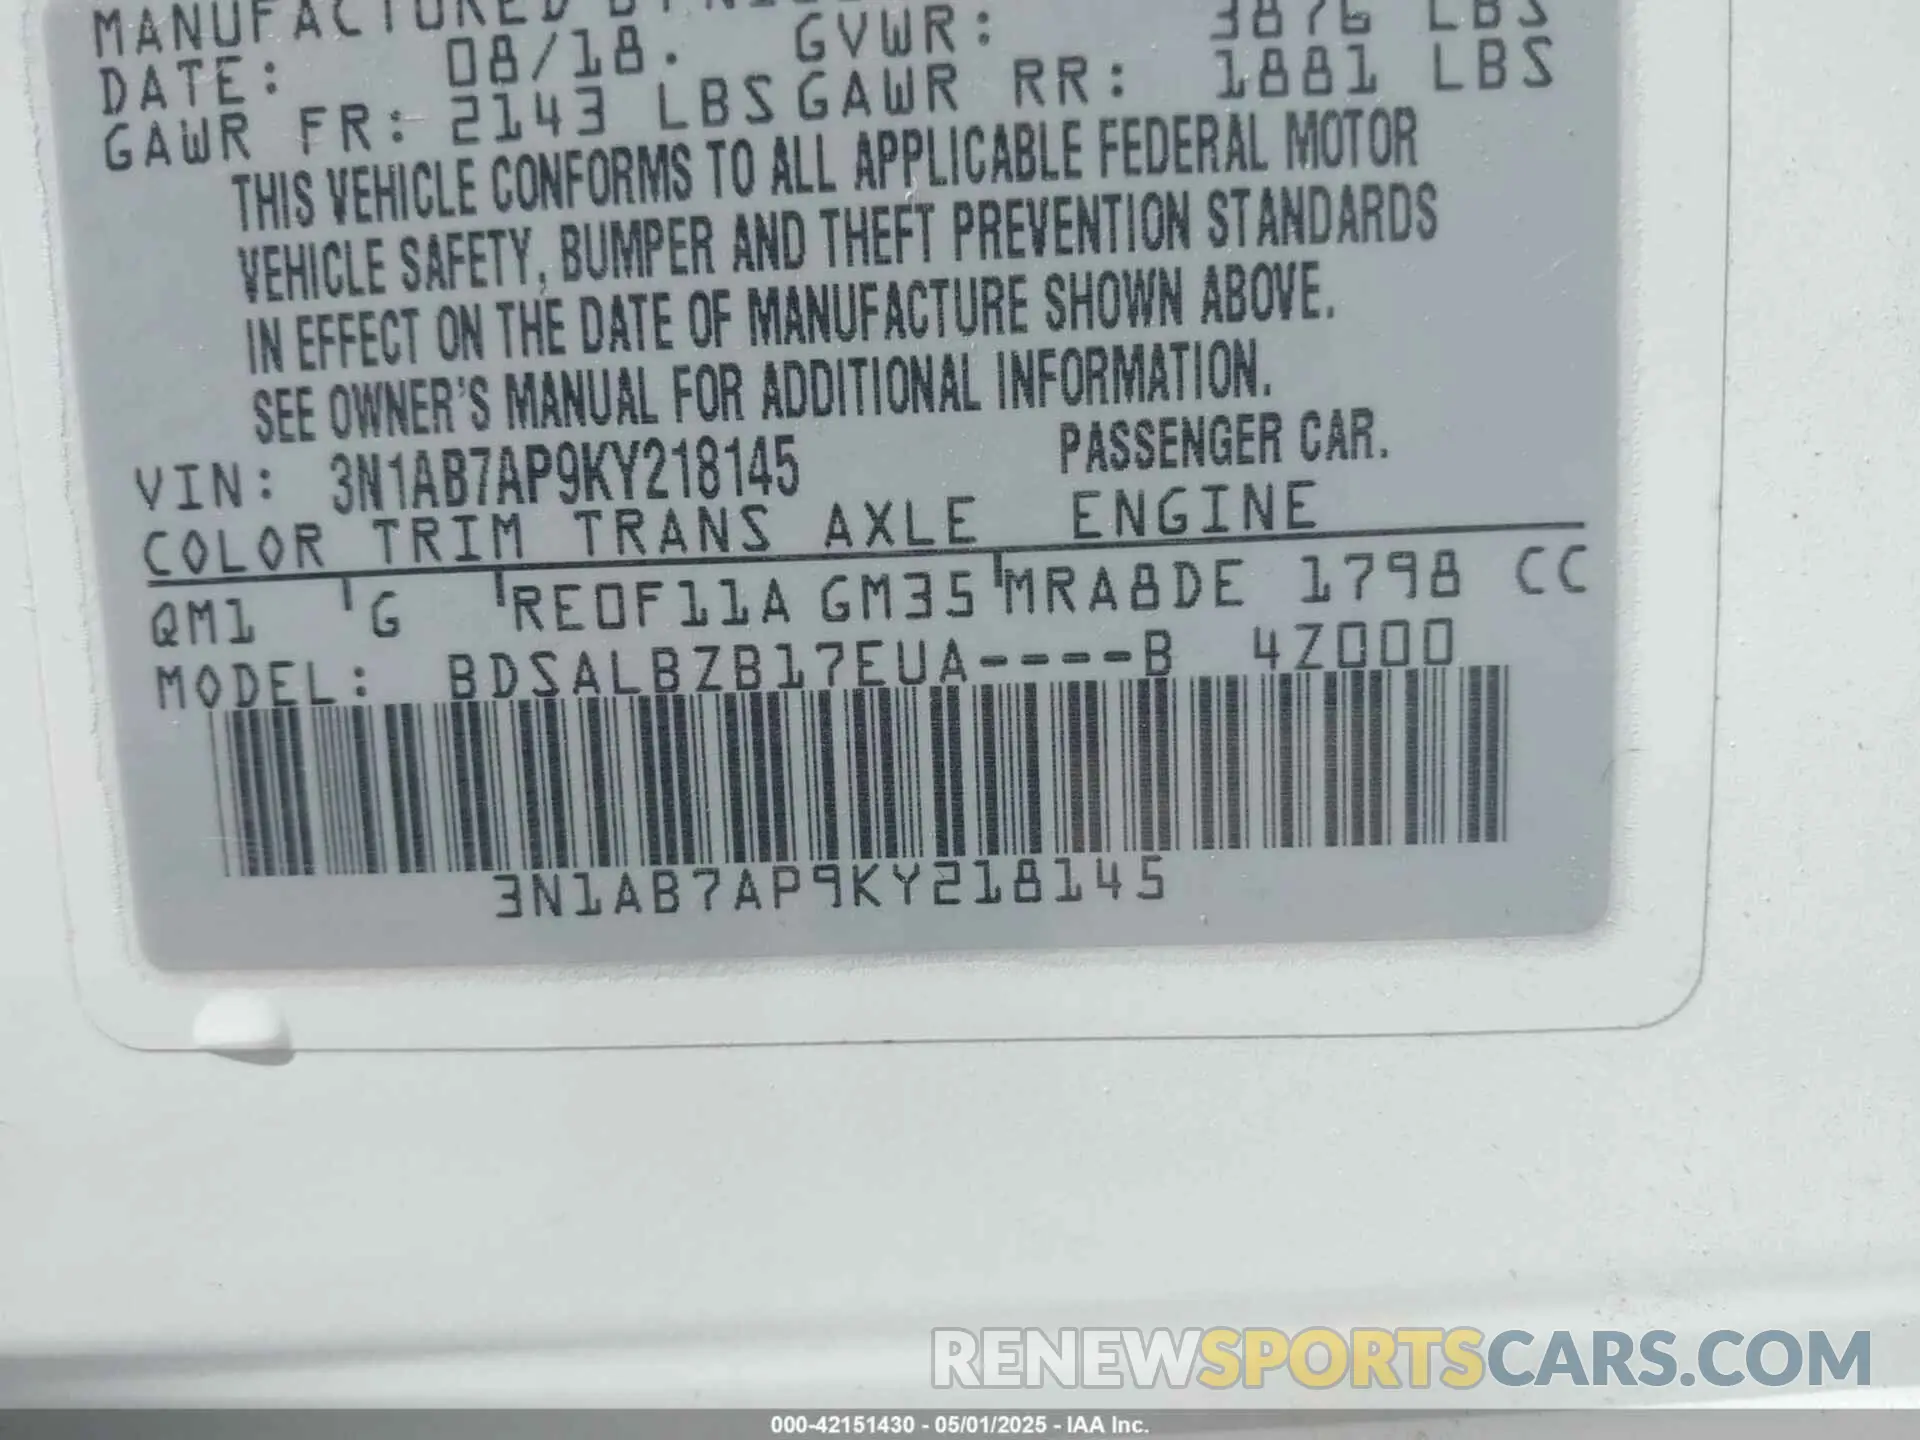 MANUFACTURED BY
DATE: 08/18. GVWR: 3876 LBS
GAWR FR: 2143 LBS GAWR RR: 1881 LBS
THIS VEHICLE CONFORMS TO ALL APPLICABLE FEDERAL MOTOR
VEHICLE SAFETY, BUMPER AND THEFT PREVENTION STANDARDS
IN EFFECT ON THE DATE OF MANUFACTURE SHOWN ABOVE.
SEE OWNER'S MANUAL FOR ADDITIONAL INFORMATION.
VIN: 3N1AB7AP9KY218145 PASSENGER CAR.
COLOR TRIM TRANS AXLE ENGINE
QM1 G RE0F11A GM35 MRA8DE 1798 CC
MODEL: BDSALBZB17EUA----B 4Z000
3N1AB7AP9KY218145
RENEWSPORTSCARS.COM
000-42151430 - 05/01/2025 - IAA Inc.